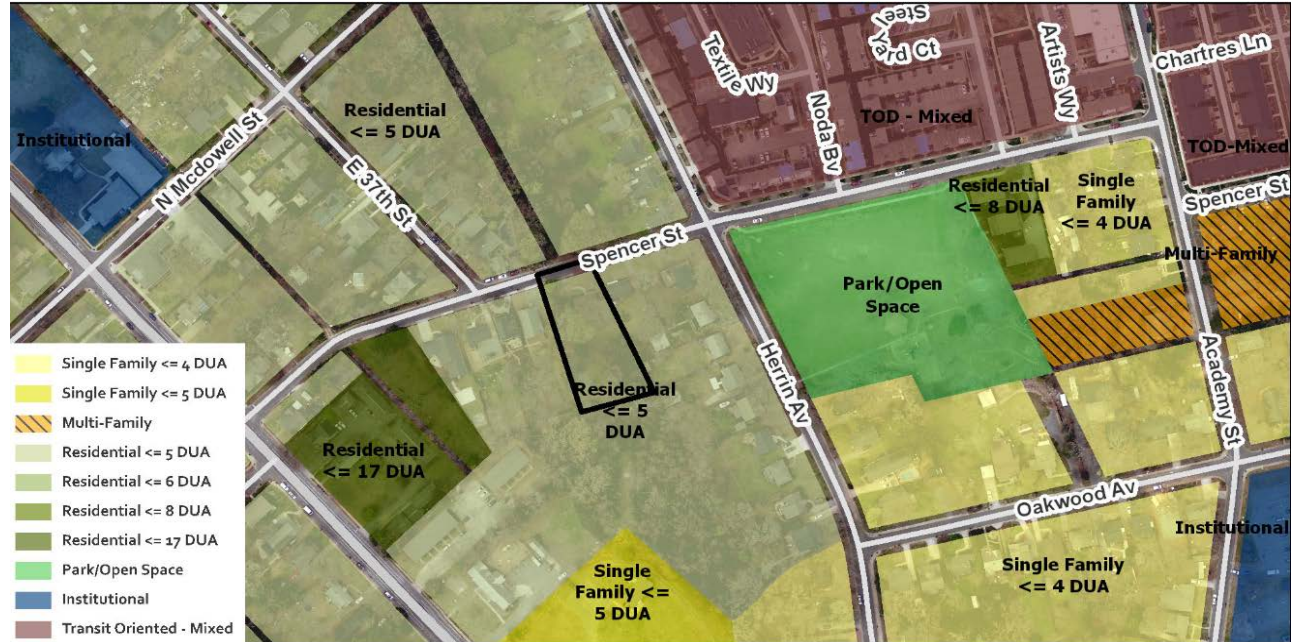 Steel Yard Ct
Textile Wy
Artists Wy
Chartres Ln
Noda Bv
TOD - Mixed
TOD-Mixed
Residential
<= 5 DUA
Institutional
N Mcdowell St
E 37th St
Spencer St
Residential
<= 8 DUA
Single
Family
<= 4 DUA
Spencer St
Multi-Family
Park/Open
Space
Herrin Av
Academy St
Residential
<= 5
DUA
Residential
<= 17 DUA
Oakwood Av
Institutional
Single
Family <=
5 DUA
Single Family
<= 4 DUA
Single Family <= 4 DUA
Single Family <= 5 DUA
Multi-Family
Residential <= 5 DUA
Residential <= 6 DUA
Residential <= 8 DUA
Residential <= 17 DUA
Park/Open Space
Institutional
Transit Oriented - Mixed